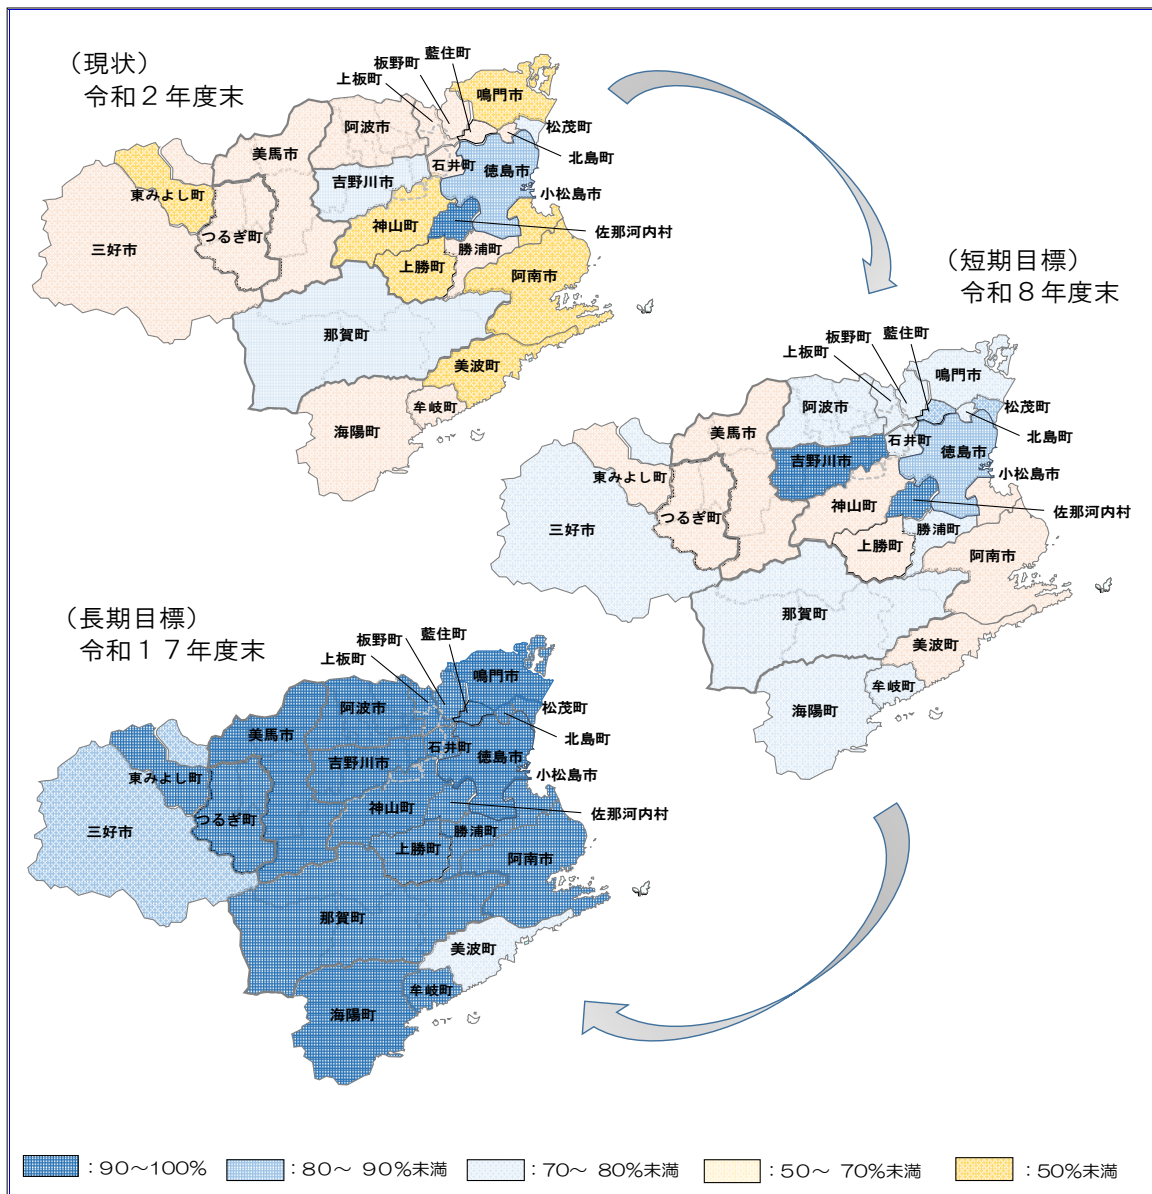 （現状）
令和２年度末
藍住町
板野町
上板町
鳴門市
松茂町
北島町
阿波市
美馬市
石井町
徳島市
吉野川市
小松島市
東みよし町
神山町
佐那河内村
つるぎ町
勝浦町
三好市
上勝町
阿南市
那賀町
美波町
牟岐町
海陽町
（短期目標）
令和８年度末
藍住町
板野町
上板町
鳴門市
松茂町
北島町
阿波市
美馬市
石井町
徳島市
吉野川市
小松島市
東みよし町
神山町
佐那河内村
つるぎ町
勝浦町
三好市
上勝町
阿南市
那賀町
美波町
牟岐町
海陽町
（長期目標）
令和１７年度末
藍住町
板野町
上板町
鳴門市
松茂町
北島町
阿波市
美馬市
石井町
徳島市
吉野川市
小松島市
東みよし町
神山町
佐那河内村
つるぎ町
勝浦町
三好市
上勝町
阿南市
那賀町
美波町
牟岐町
海陽町
：90～100%
：80～ 90%未満
：70～ 80%未満
：50～ 70%未満
：50%未満